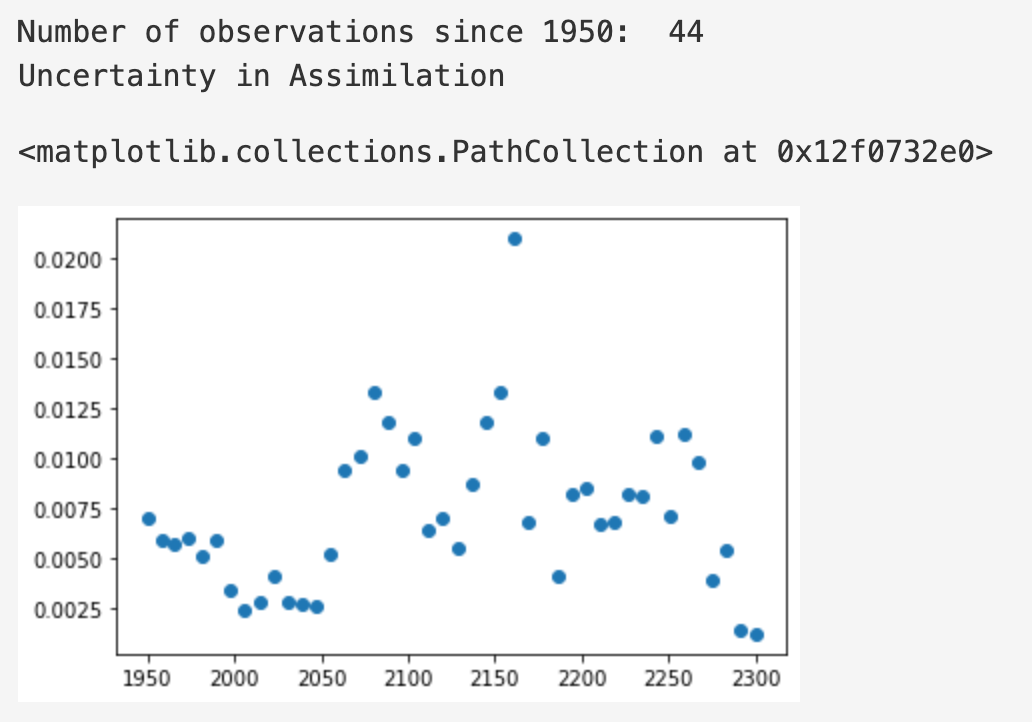 Number of observations since 1950:  44
Uncertainty in Assimilation
<matplotlib.collections.PathCollection at 0x12f0732e0>
0.0200
0.0175
0.0150
0.0125
0.0100
0.0075
0.0050
0.0025
1950 2000 2050 2100 2150 2200 2250 2300